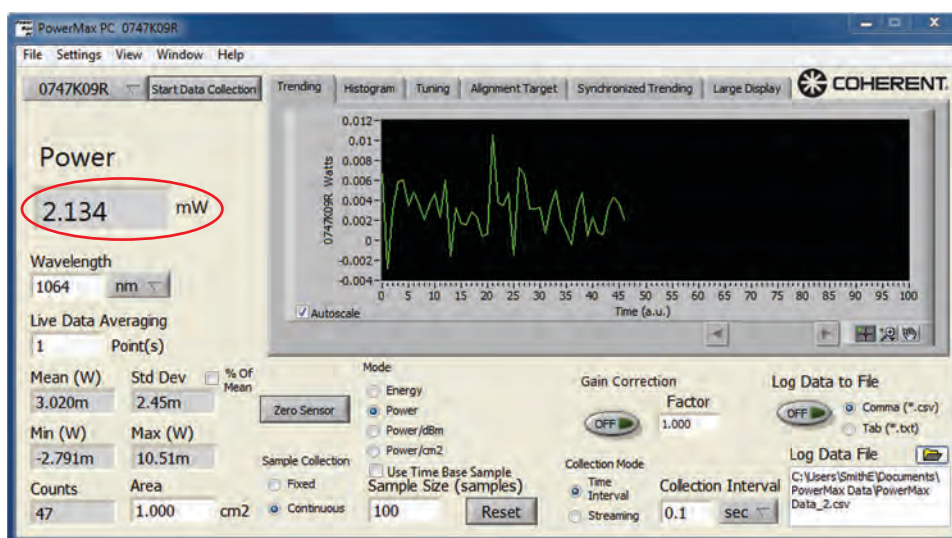 PowerMax PC 0747K09R
File Settings View Window Help
0747K09R Start Data Collection
Trending Histogram Tuning Alignment Target Synchronized Trending Large Display COHERENT.
Power
2.134 mW
Wavelength
1064 nm
Live Data Averaging
1 Point(s)
Mean (W) Std Dev % Of Mean
3.020m 2.45m
Min (W) Max (W)
-2.791m 10.51m
Counts Area
47 1.000 cm2
0747K09R Watts
0.012
0.01
0.008
0.006
0.004
0.002
0
-0.002
-0.004
0 5 10 15 20 25 30 35 40 45 50 55 60 65 70 75 80 85 90 95 100
Time (a.u.)
Autoscale
Zero Sensor
Mode
Energy
Power
Power/dBm
Power/cm2
Use Time Base Sample
Sample Collection
Fixed
Continuous
Sample Size (samples)
100 Reset
Gain Correction
OFF
Factor
1.000
Collection Mode
Time Interval
Streaming
Collection Interval
0.1 sec
Log Data to File
OFF
Comma (*.csv)
Tab (*.txt)
Log Data File
C:\Users\SmithE\Documents\
PowerMax Data\PowerMax
Data_2.csv